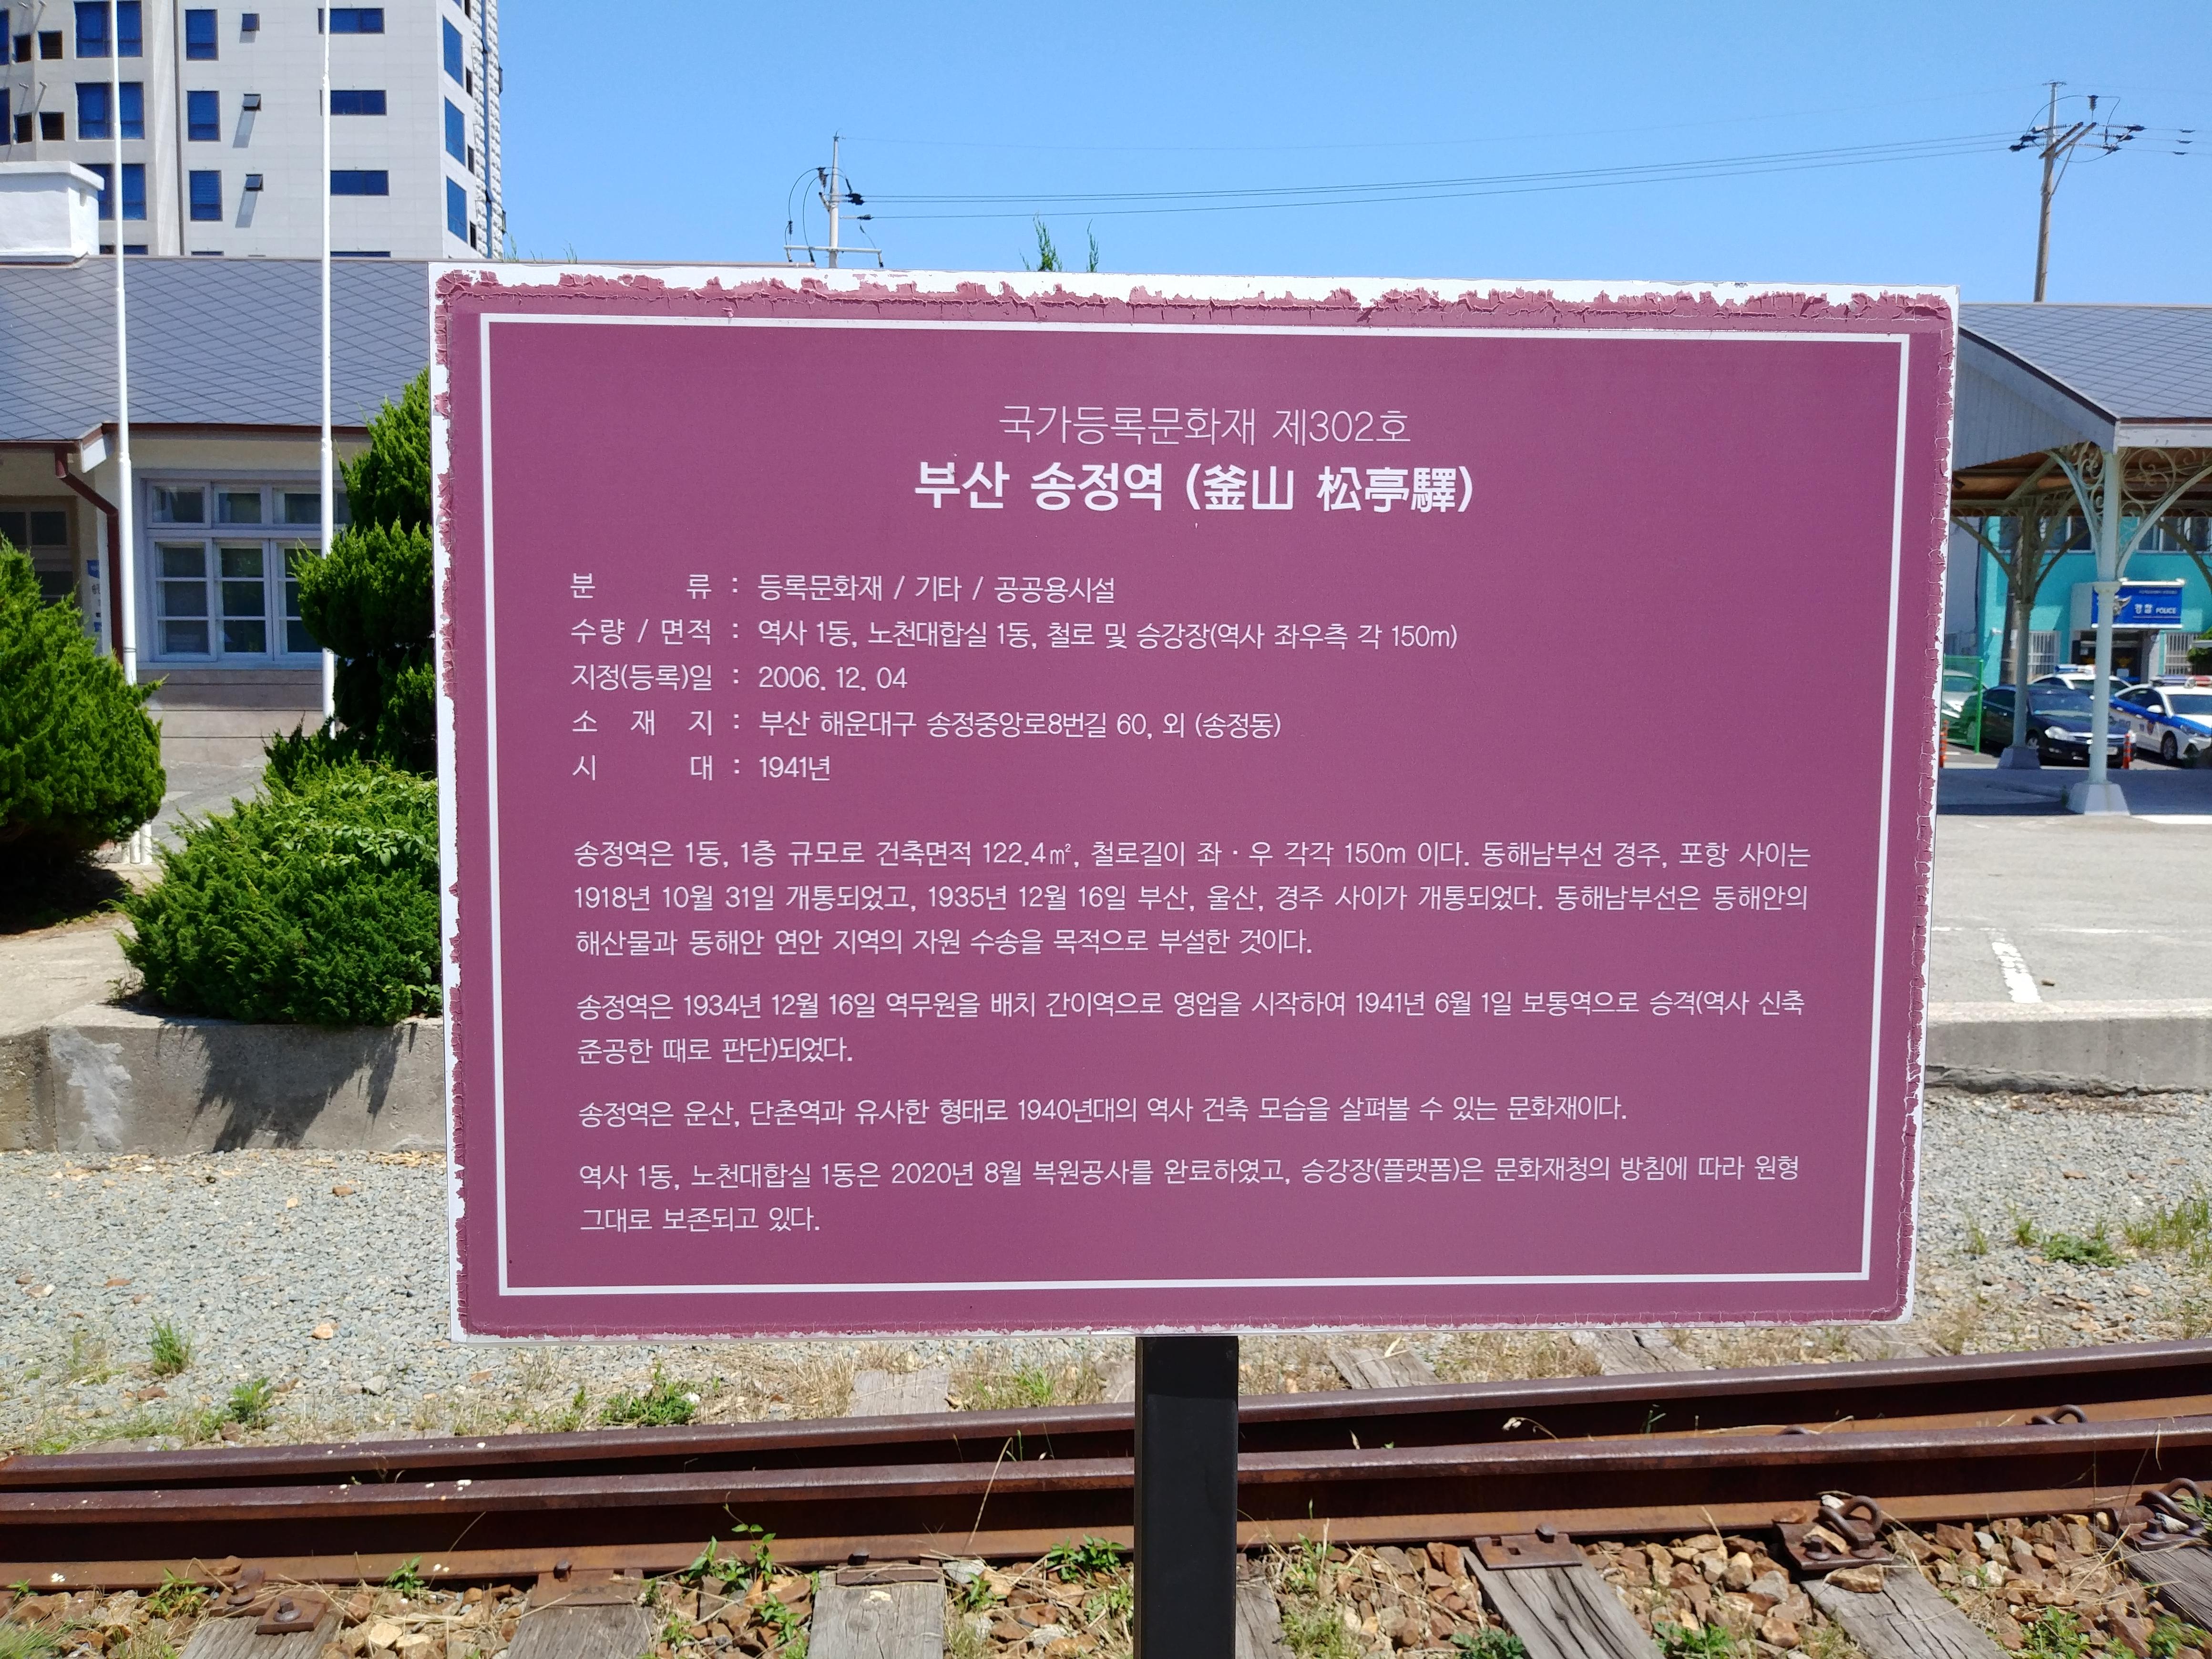 국가등록문화재 제302호
부산 송정역 (釜山 松亭驛)
분 류 : 등록문화재 / 기타 / 공공용시설
수량 / 면적 : 역사 1동, 노천대합실 1동, 철로 및 승강장(역사 좌우측 각 150m)
지정(등록)일 : 2006. 12. 04
소 재 지 : 부산 해운대구 송정중앙로8번길 60, 외 (송정동)
시 대 : 1941년
송정역은 1동, 1층 규모로 건축면적 122.4㎡, 철로길이 좌 · 우 각각 150m 이다. 동해남부선 경주, 포항 사이는
1918년 10월 31일 개통되었고, 1935년 12월 16일 부산, 울산, 경주 사이가 개통되었다. 동해남부선은 동해안의
해산물과 동해안 연안 지역의 자원 수송을 목적으로 부설한 것이다.
송정역은 1934년 12월 16일 역무원을 배치 간이역으로 영업을 시작하여 1941년 6월 1일 보통역으로 승격(역사 신축
준공한 때로 판단)되었다.
송정역은 운산, 단촌역과 유사한 형태로 1940년대의 역사 건축 모습을 살펴볼 수 있는 문화재이다.
역사 1동, 노천대합실 1동은 2020년 8월 복원공사를 완료하였고, 승강장(플랫폼)은 문화재청의 방침에 따라 원형
그대로 보존되고 있다.
경찰 POLICE